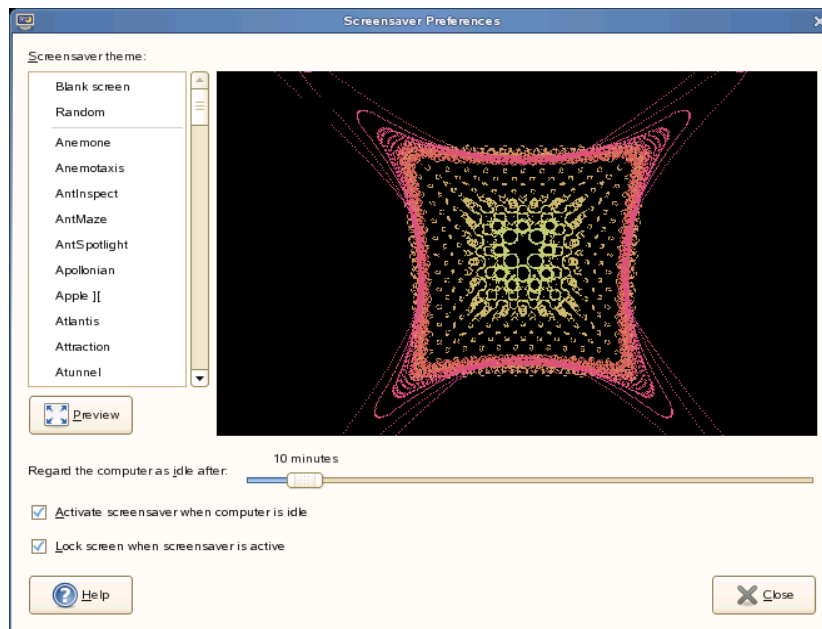 Screensaver Preferences
Screensaver theme:
Blank screen
Random
Anemone
Anemotaxis
AntInspect
AntMaze
AntSpotlight
Apollonian
Apple ][
Atlantis
Attraction
Atunnel
Preview
10 minutes
Regard the computer as idle after:
Activate screensaver when computer is idle
Lock screen when screensaver is active
Help
Close